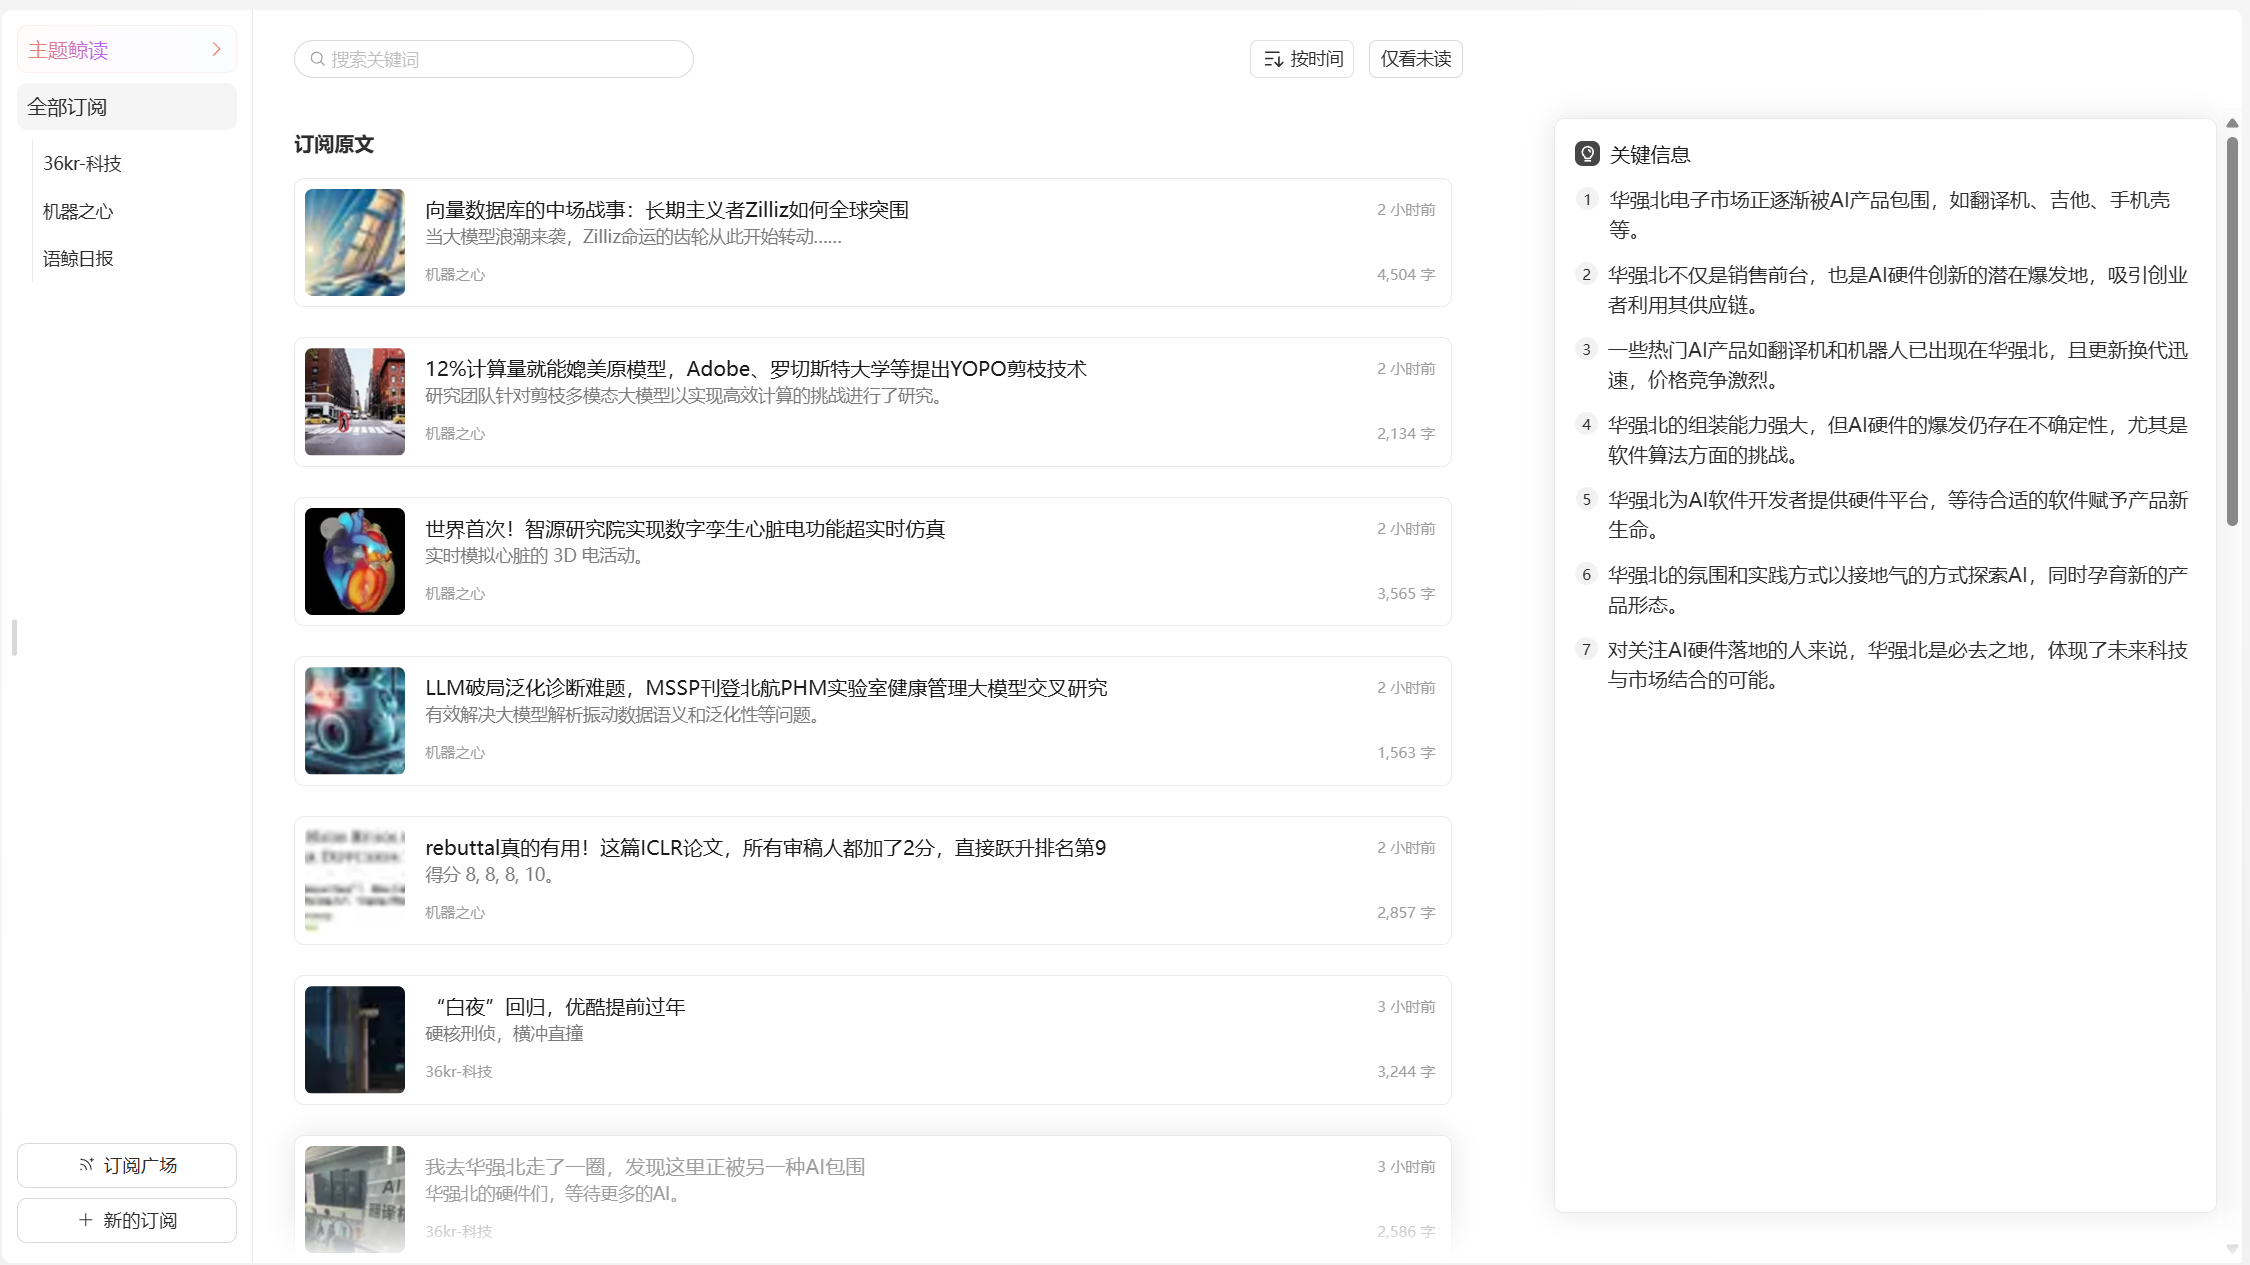 主题鲸读
全部订阅
36kr-科技
机器之心
语鲸日报
订阅广场
新的订阅
搜索关键词
按时间
仅看未读
订阅原文
向量数据库的中场战事：长期主义者Zilliz如何全球突围
2 小时前
当大模型浪潮来袭，Zilliz命运的齿轮从此开始转动……
机器之心
4,504 字
12%计算量就能媲美原模型，Adobe、罗切斯特大学等提出YOPO剪枝技术
2 小时前
研究团队针对剪枝多模态大模型以实现高效计算的挑战进行了研究。
机器之心
2,134 字
世界首次！智源研究院实现数字孪生心脏电功能超实时仿真
2 小时前
实时模拟心脏的 3D 电活动。
机器之心
3,565 字
LLM破局泛化诊断难题，MSSP刊登北航PHM实验室健康管理大模型交叉研究
2 小时前
有效解决大模型解析振动数据语义和泛化性等问题。
机器之心
1,563 字
rebuttal真的有用！这篇ICLR论文，所有审稿人都加了2分，直接跃升排名第9
2 小时前
得分 8, 8, 8, 10。
机器之心
2,857 字
“白夜”回归，优酷提前过年
3 小时前
硬核刑侦，横冲直撞
36kr-科技
3,244 字
我去华强北走了一圈，发现这里正被另一种AI包围
3 小时前
华强北的硬件们，等待更多的AI。
36kr-科技
2,586 字
关键信息
1 华强北电子市场正逐渐被AI产品包围，如翻译机、吉他、手机壳
等。
2 华强北不仅是销售前台，也是AI硬件创新的潜在爆发地，吸引创业
者利用其供应链。
3 一些热门AI产品如翻译机和机器人已出现在华强北，且更新换代迅
速，价格竞争激烈。
4 华强北的组装能力强大，但AI硬件的爆发仍存在不确定性，尤其是
软件算法方面的挑战。
5 华强北为AI软件开发者提供硬件平台，等待合适的软件赋予产品新
生命。
6 华强北的氛围和实践方式以接地气的方式探索AI，同时孕育新的产
品形态。
7 对关注AI硬件落地的人来说，华强北是必去之地，体现了未来科技
与市场结合的可能。